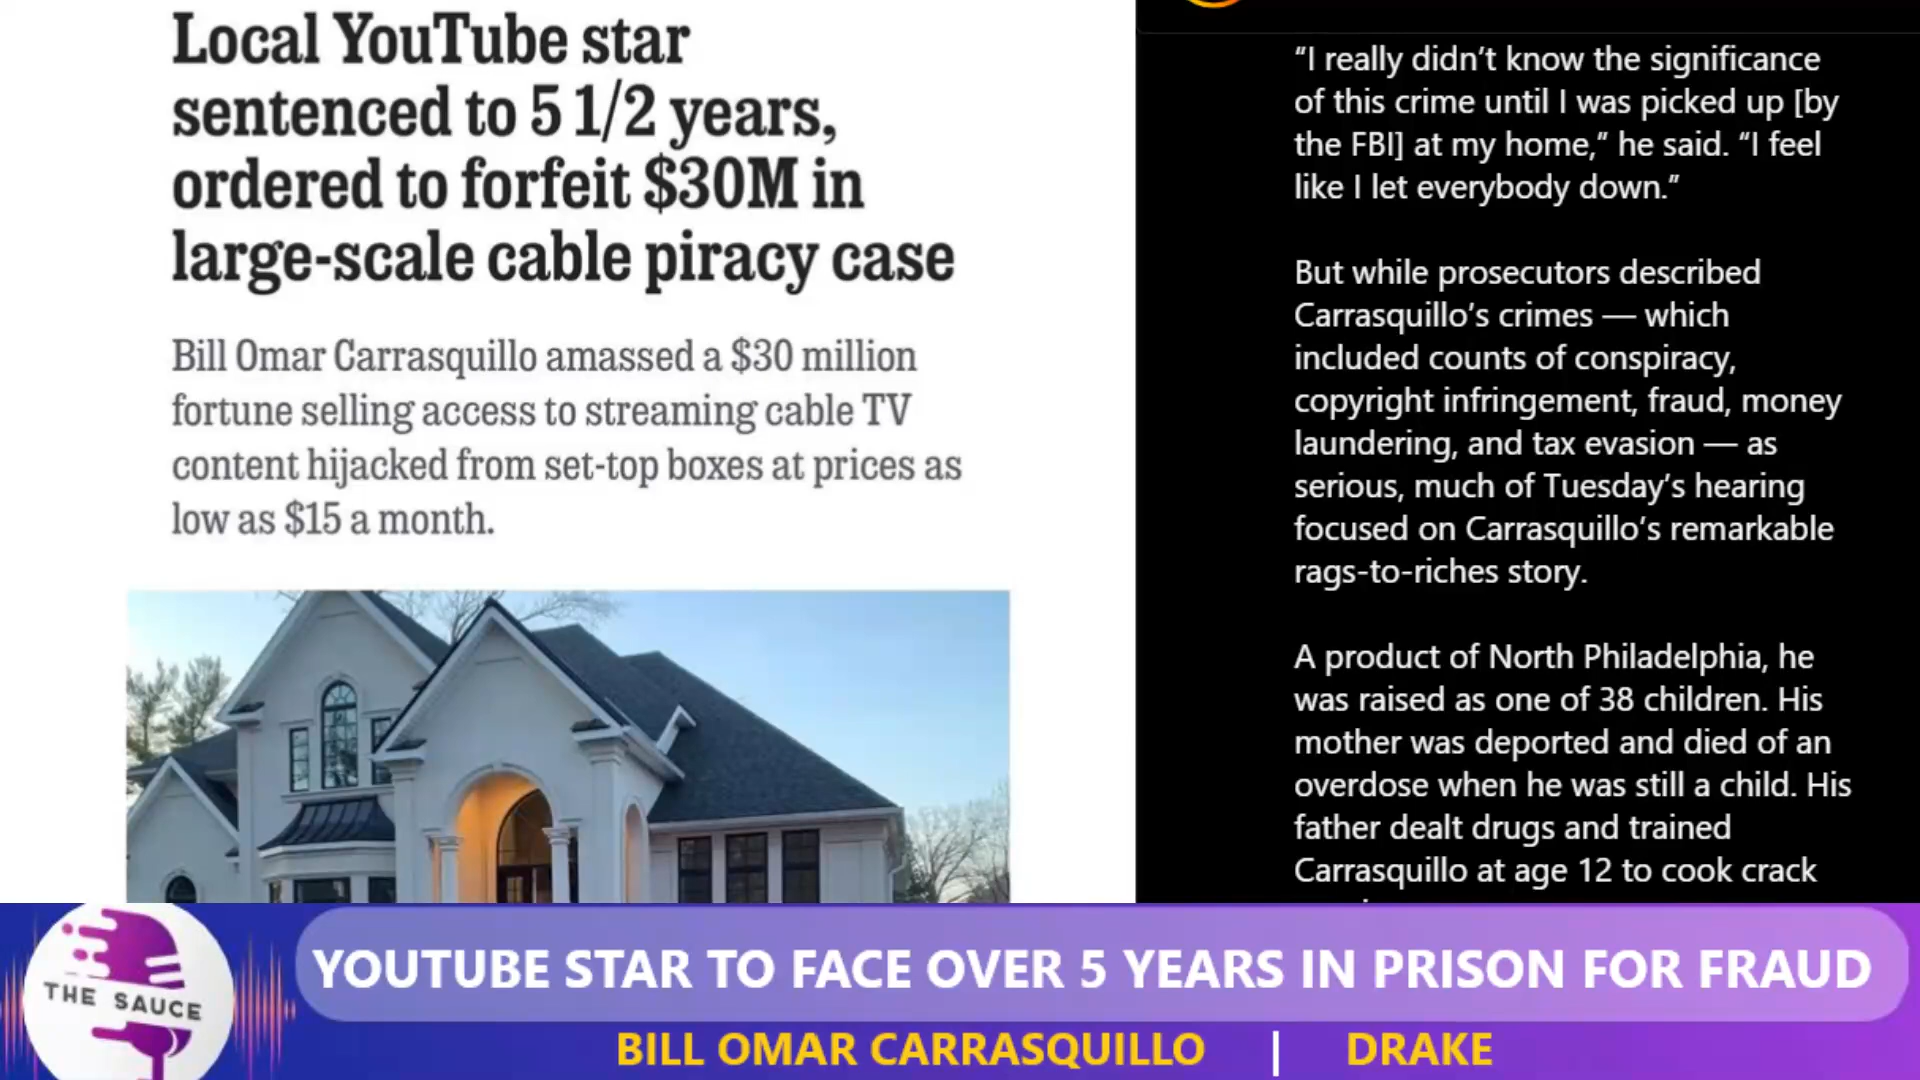 Local YouTube star
sentenced to 5 1/2 years,
ordered to forfeit $30M in
large-scale cable piracy case
Bill Omar Carrasquillo amassed a $30 million
fortune selling access to streaming cable TV
content hijacked from set-top boxes at prices as
low as $15 a month.
“I really didn’t know the significance
of this crime until I was picked up [by
the FBI] at my home,” he said. “I feel
like I let everybody down.”
But while prosecutors described
Carrasquillo’s crimes — which
included counts of conspiracy,
copyright infringement, fraud, money
laundering, and tax evasion — as
serious, much of Tuesday’s hearing
focused on Carrasquillo’s remarkable
rags-to-riches story.
A product of North Philadelphia, he
was raised as one of 38 children. His
mother was deported and died of an
overdose when he was still a child. His
father dealt drugs and trained
Carrasquillo at age 12 to cook crack
THE SAUCE
YOUTUBE STAR TO FACE OVER 5 YEARS IN PRISON FOR FRAUD
BILL OMAR CARRASQUILLO | DRAKE